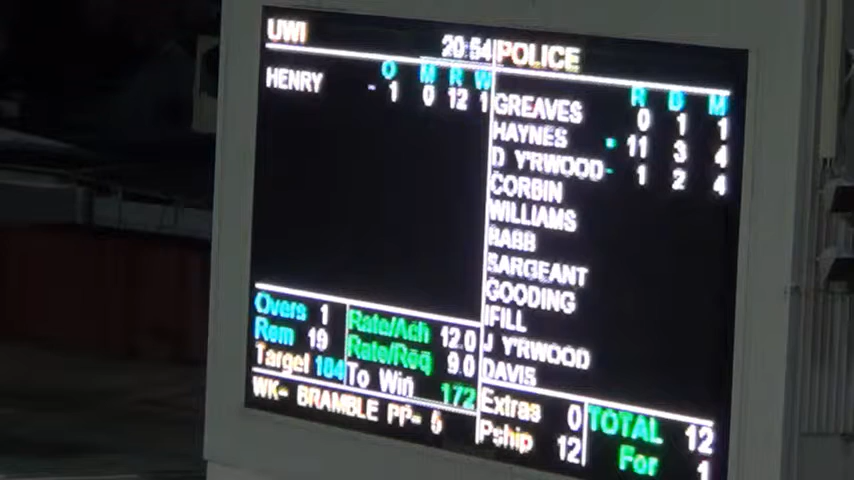 UWI 20:54
O M R W
HENRY - 1 0 12 1
Overs 1
Rem 19
Target 184
Rate/Ach 12.0
Rate/Req 9.0
To Win 172
WK- BRAMBLE PP- 5
POLICE
R D M
GREAVES 0 1 1
HAYNES 11 3 4
D Y'RWOOD 1 2 4
CORBIN
WILLIAMS
BABB
SARGEANT
GOODING
IFILL
J Y'RWOOD
DAVIS
Extras 0
Pship 12
TOTAL 12
For 1